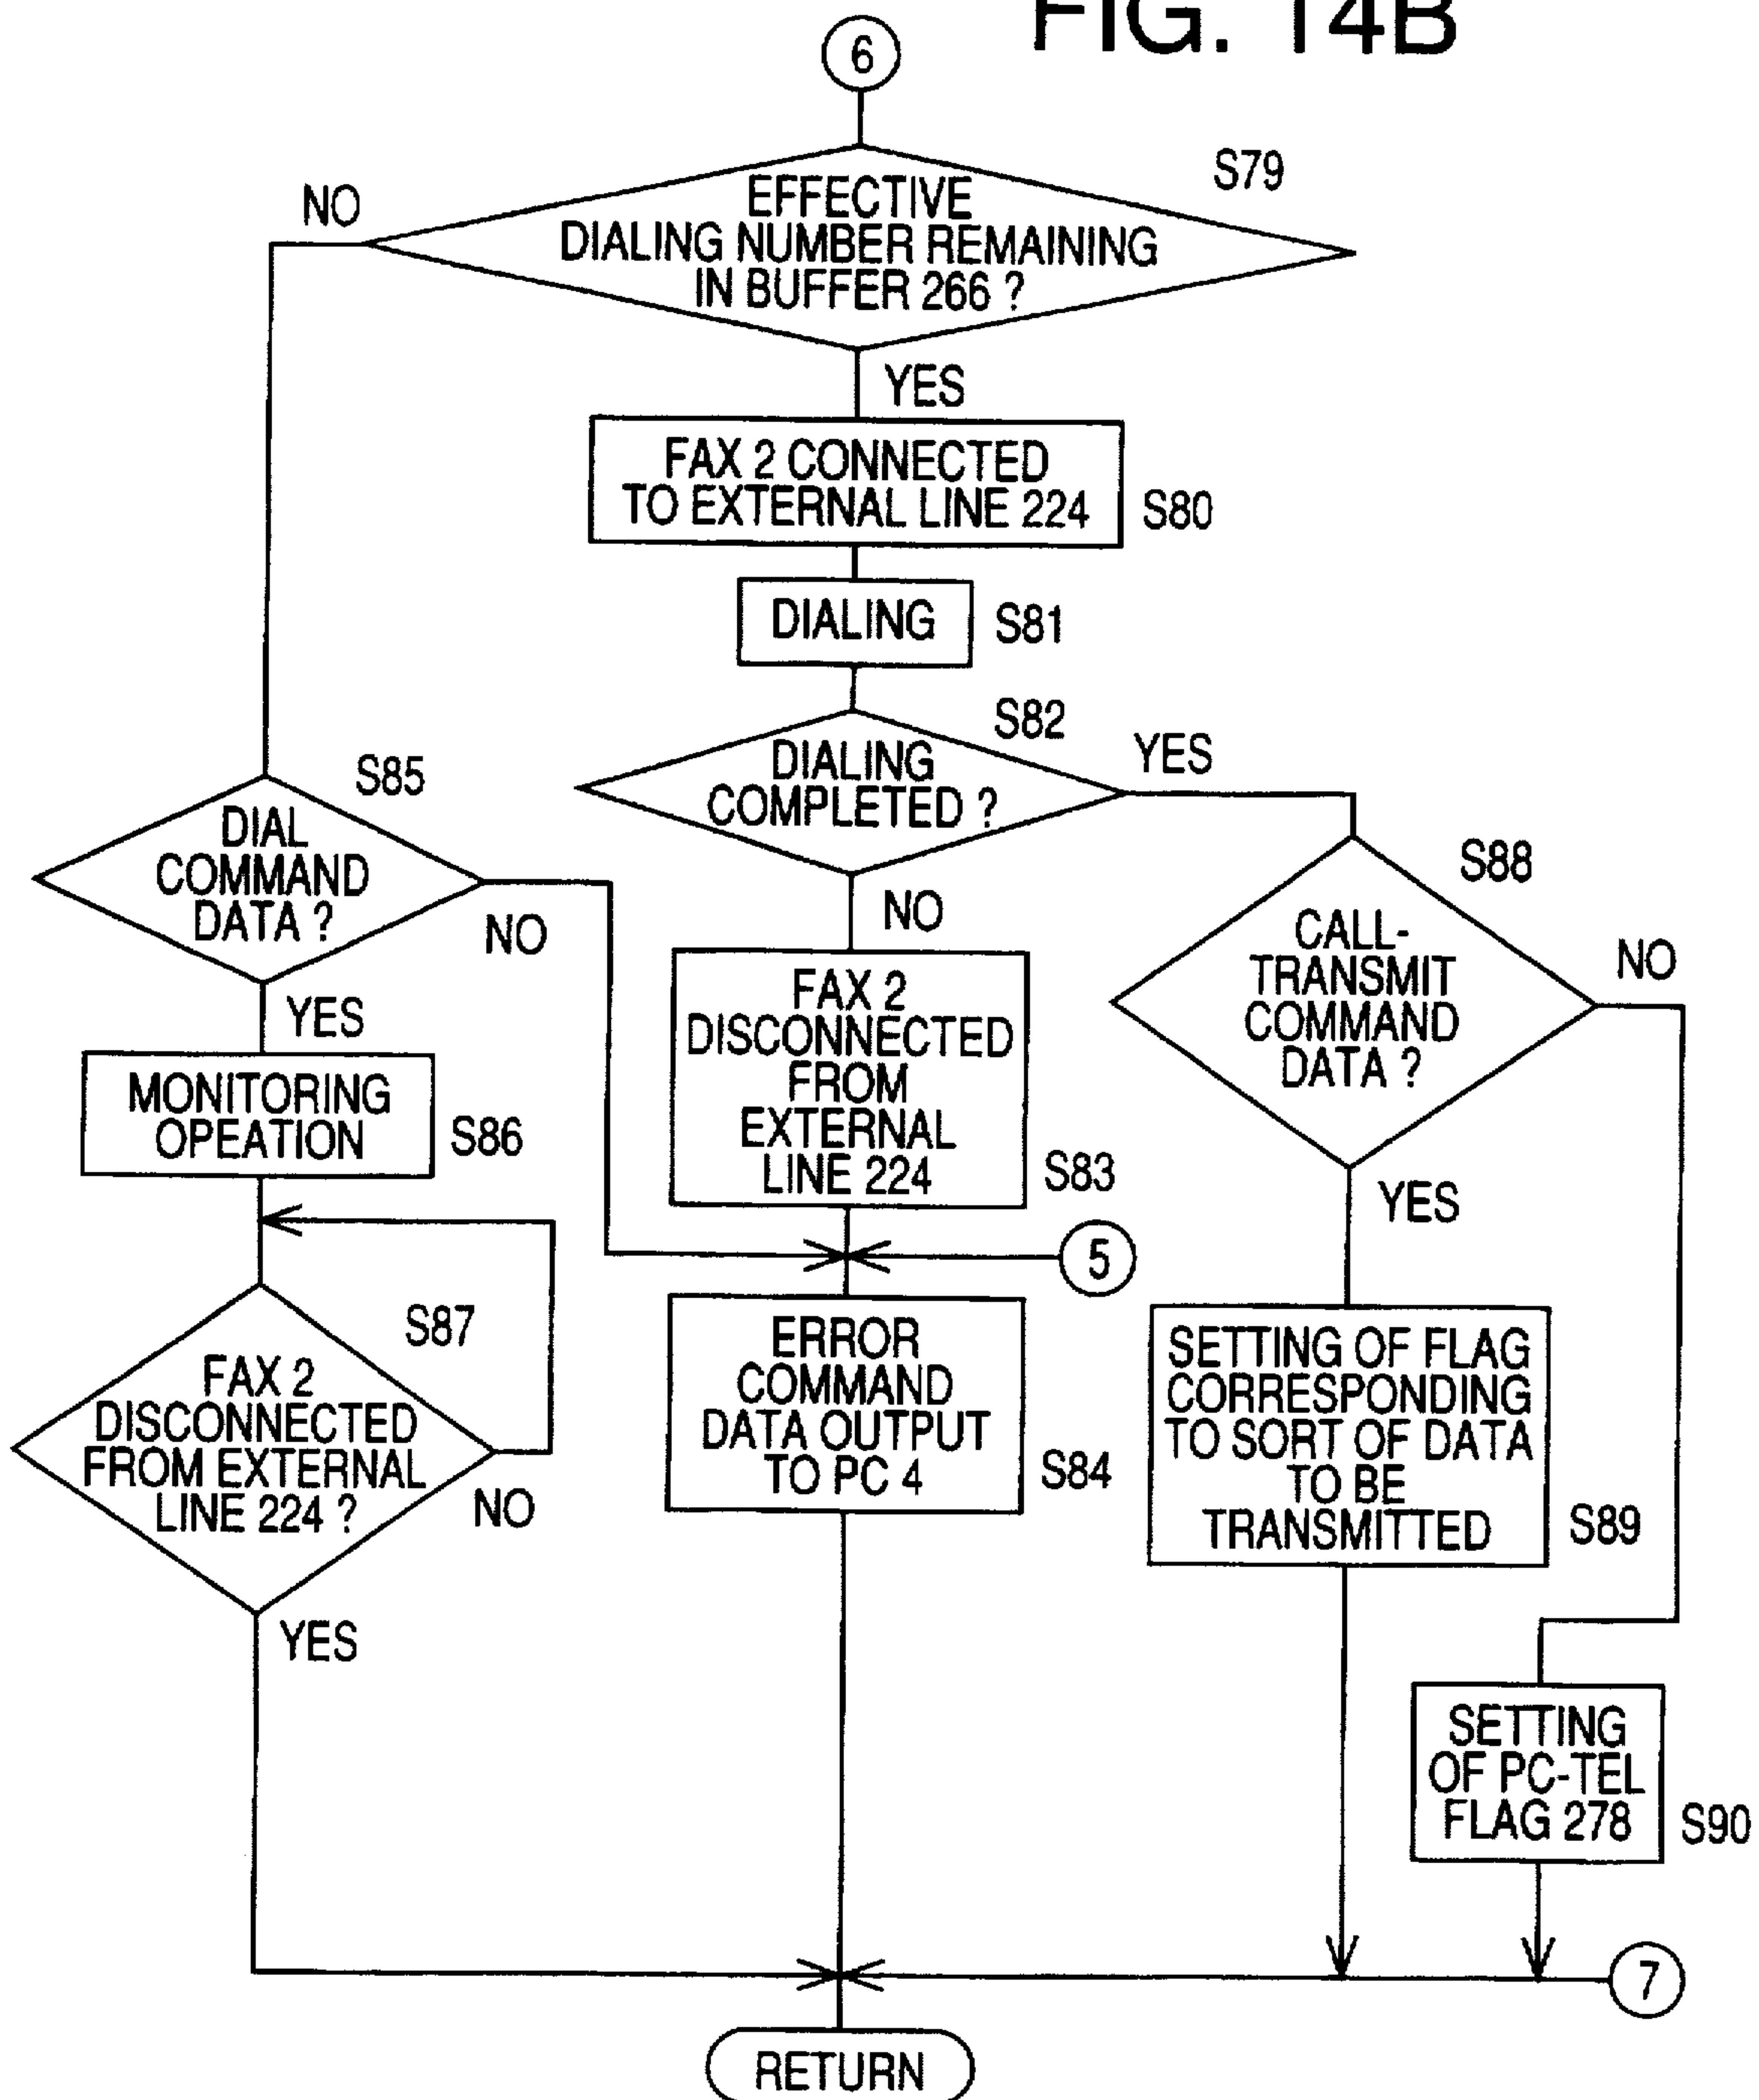 FIG. 14B
6
S79
NO
EFFECTIVE
DIALING NUMBER REMAINING
IN BUFFER 266 ?
YES
FAX 2 CONNECTED
TO EXTERNAL LINE 224
S80
DIALING
S81
S82
DIALING
COMPLETED ?
YES
S85
DIAL
COMMAND
DATA ?
NO
YES
NO
S88
CALL-
TRANSMIT
COMMAND
DATA ?
NO
YES
MONITORING
OPEATION
S86
FAX 2
DISCONNECTED
FROM
EXTERNAL
LINE 224
S83
5
S87
FAX 2
DISCONNECTED
FROM EXTERNAL
LINE 224 ?
NO
YES
ERROR
COMMAND
DATA OUTPUT
TO PC 4
S84
SETTING OF FLAG
CORRESPONDING
TO SORT OF DATA
TO BE
TRANSMITTED
S89
SETTING
OF PC-TEL
FLAG 278
S90
7
RETURN